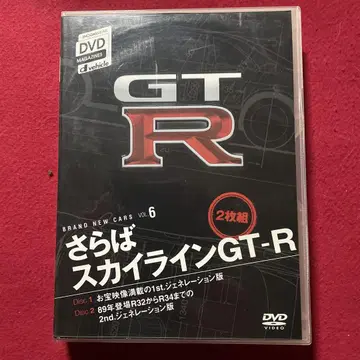 DVD
MAGAZINES
d vehicle
GT
R
BRAND NEW CARS VOL. 6
2枚組
さらば
スカイラインGT-R
Disc 1 お宝映像満載の1st.ジェネレーション版
Disc 2 89年登場R32からR34までの
2nd.ジェネレーション版
DVD
VIDEO